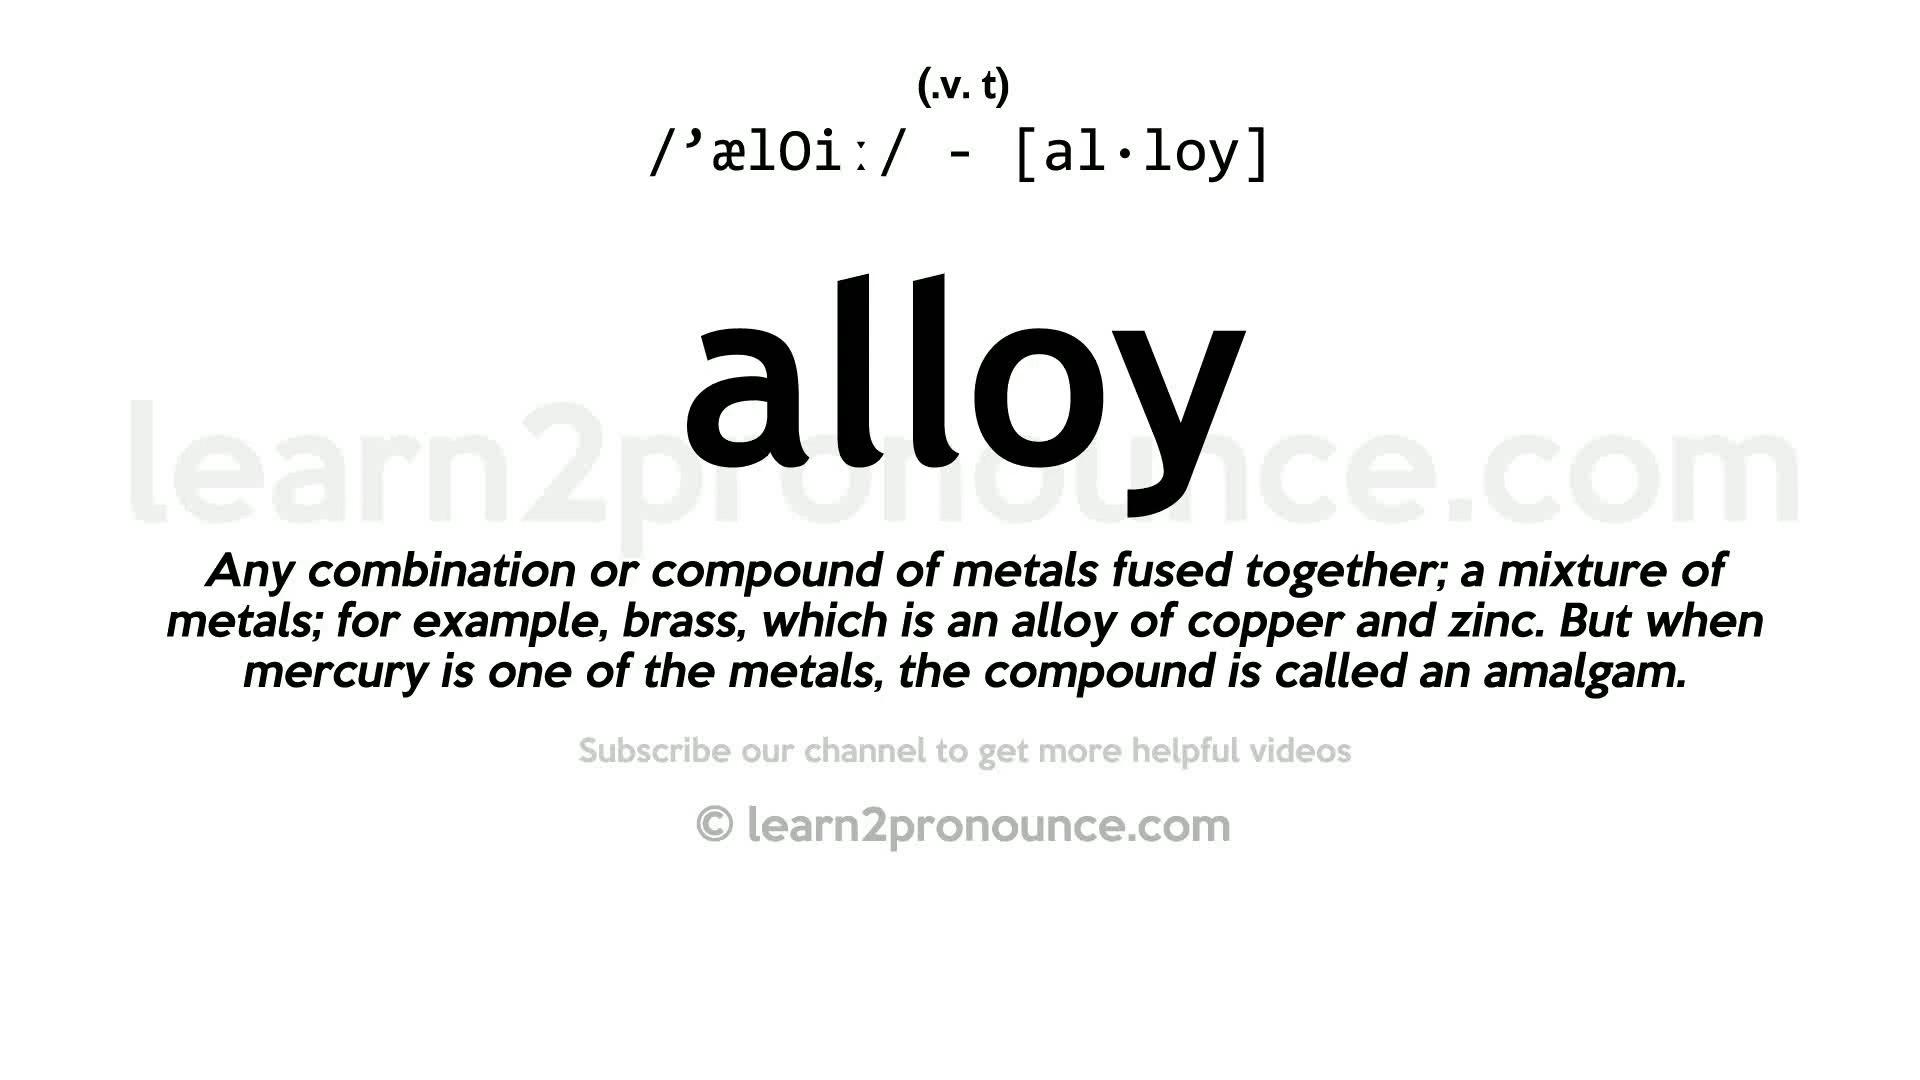 (.v. t)
/’ælOiː/ - [al·loy]
alloy
learn2pronounce.com
Any combination or compound of metals fused together; a mixture of
metals; for example, brass, which is an alloy of copper and zinc. But when
mercury is one of the metals, the compound is called an amalgam.
Subscribe our channel to get more helpful videos
© learn2pronounce.com